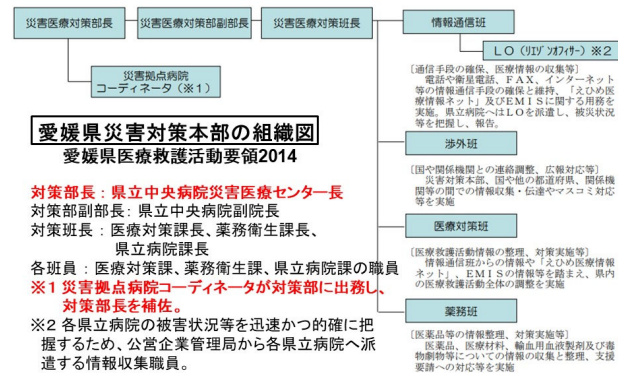 災害医療対策部長
災害医療対策部副部長
災害医療対策班長
情報通信班
LO(リエゾンオフィサー)※2
災害拠点病院
コーディネータ(※1)
〔通信手段の確保、医療情報の収集等〕
電話や衛星電話、FAX、インターネット
等の情報通信手段の確保と維持、「えひめ医
療情報ネット」及びEMISに関する用務を
実施。県立病院へはLOを派遣し、被災状況
等を把握し、報告。
愛媛県災害対策本部の組織図
愛媛県医療救護活動要領2014
渉外班
〔国や関係機関との連絡調整、広報対応等〕
災害対策本部、国や他の都道府県、関係機
関等の間での情報収集・伝達やマスコミ対応
等を実施
対策部長:県立中央病院災害医療センター長
対策部副部長:県立中央病院副院長
対策班長:医療対策課長、薬務衛生課長、
県立病院課長
各班員:医療対策課、薬務衛生課、県立病院課の職員
※1 災害拠点病院コーディネータが対策部に出務し、
対策部長を補佐。
※2 各県立病院の被害状況等を迅速かつ的確に把
握するため、公営企業管理局から各県立病院へ派
遣する情報収集職員。
医療対策班
〔医療救護活動情報の整理、対策実施等〕
情報通信班からの情報や「えひめ医療情報
ネット」、EMISの情報等を踏まえ、県内
の医療救護活動全体の調整を実施
薬務班
〔医薬品等の情報整理、対策実施等〕
医薬品、医療材料、輸血用血液製剤及び毒
物劇物等についての情報の収集と整理、支援
要請への対応等を実施